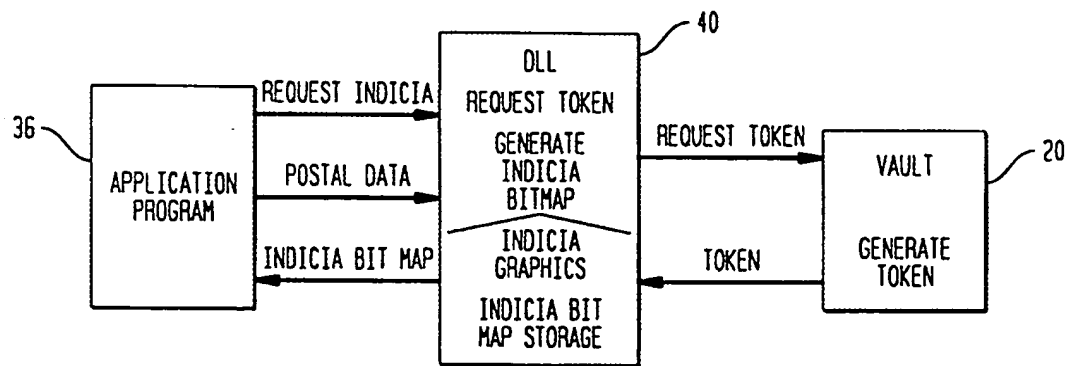 36
APPLICATION
PROGRAM
REQUEST INDICIA
POSTAL DATA
INDICIA BIT MAP
40
DLL
REQUEST TOKEN
GENERATE
INDICIA
BITMAP
INDICIA
GRAPHICS
INDICIA BIT
MAP STORAGE
REQUEST TOKEN
TOKEN
20
VAULT
GENERATE
TOKEN